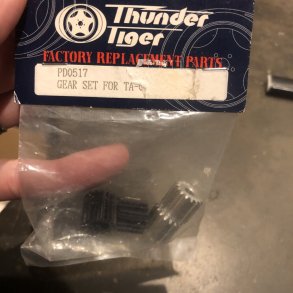 Thunder
Tiger
FACTORY REPLACEMENT PARTS
PD0517
GEAR SET FOR